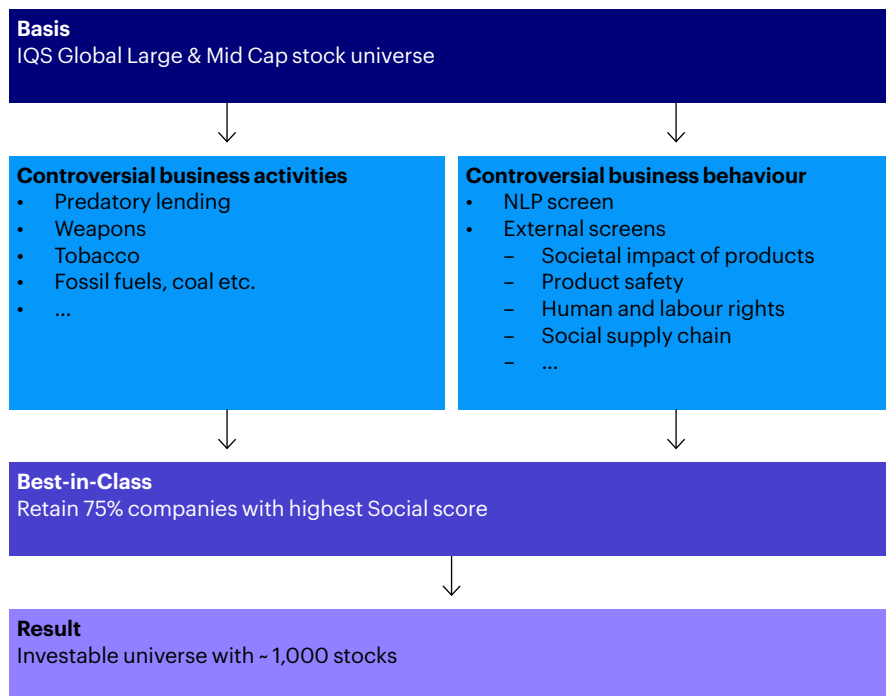 Basis
IQS Global Large & Mid Cap stock universe
Controversial business activities
• Predatory lending
• Weapons
• Tobacco
• Fossil fuels, coal etc.
• ...
Controversial business behaviour
• NLP screen
• External screens
– Societal impact of products
– Product safety
– Human and labour rights
– Social supply chain
– ...
Best-in-Class
Retain 75% companies with highest Social score
Result
Investable universe with ~ 1,000 stocks